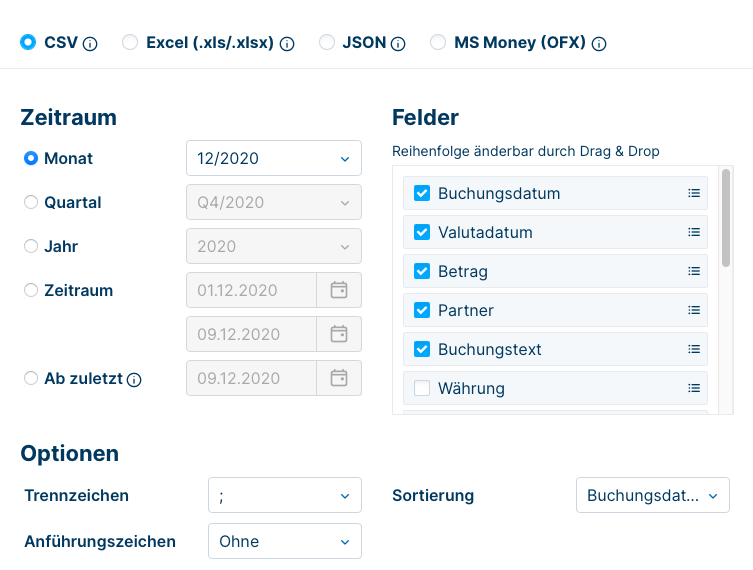 CSV Excel (.xls/.xlsx) JSON MS Money (OFX)
Zeitraum
Monat 12/2020
Quartal Q4/2020
Jahr 2020
Zeitraum 01.12.2020
09.12.2020
Ab zuletzt 09.12.2020
Felder
Reihenfolge änderbar durch Drag & Drop
Buchungsdatum
Valutadatum
Betrag
Partner
Buchungstext
Währung
Optionen
Trennzeichen ;
Anführungszeichen Ohne
Sortierung Buchungsdat...